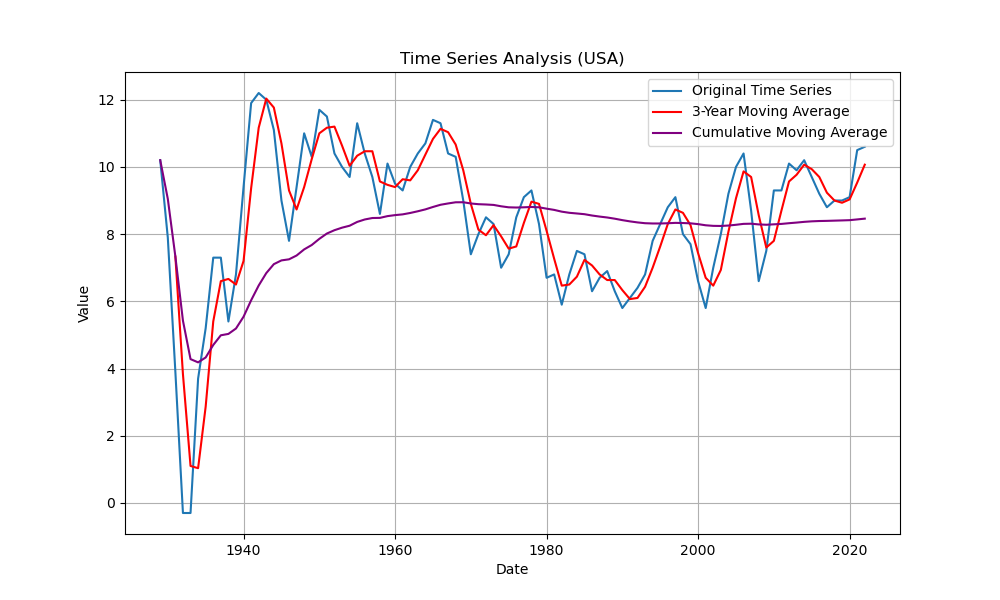 Time Series Analysis (USA)
Original Time Series
3-Year Moving Average
Cumulative Moving Average
12
10
8
6
4
2
0
Value
1940
1960
1980
2000
2020
Date